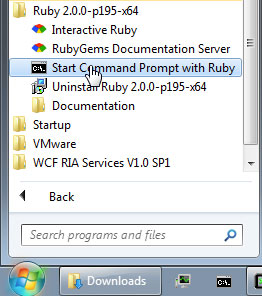 Ruby 2.0.0-p195-x64
Interactive Ruby
RubyGems Documentation Server
Start Command Prompt with Ruby
Uninstall Ruby 2.0.0-p195-x64
Documentation
Startup
VMware
WCF RIA Services V1.0 SP1
Back
Search programs and files
Downloads